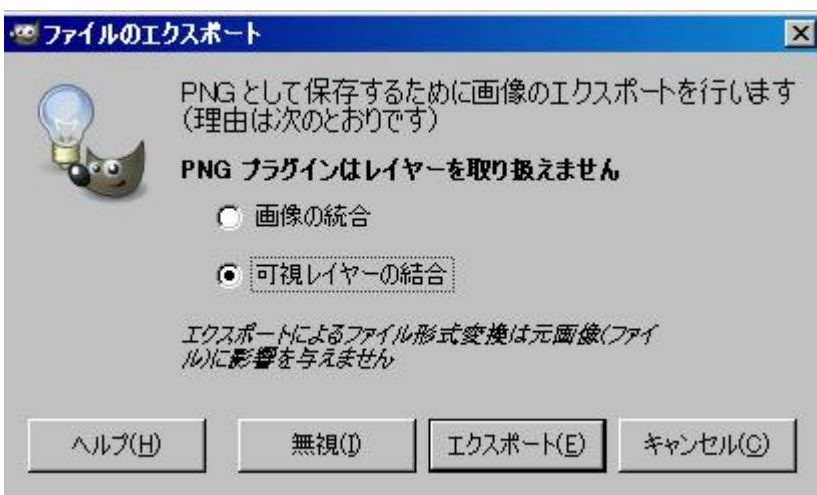 ファイルのエクスポート
PNG として保存するために画像のエクスポートを行います
(理由は次のとおりです)
PNG プラグインはレイヤーを取り扱えません
画像の統合
可視レイヤーの結合
エクスポートによるファイル形式変換は元画像(ファイ
ル)に影響を与えません
ヘルプ(H) 無視(I) エクスポート(E) キャンセル(C)